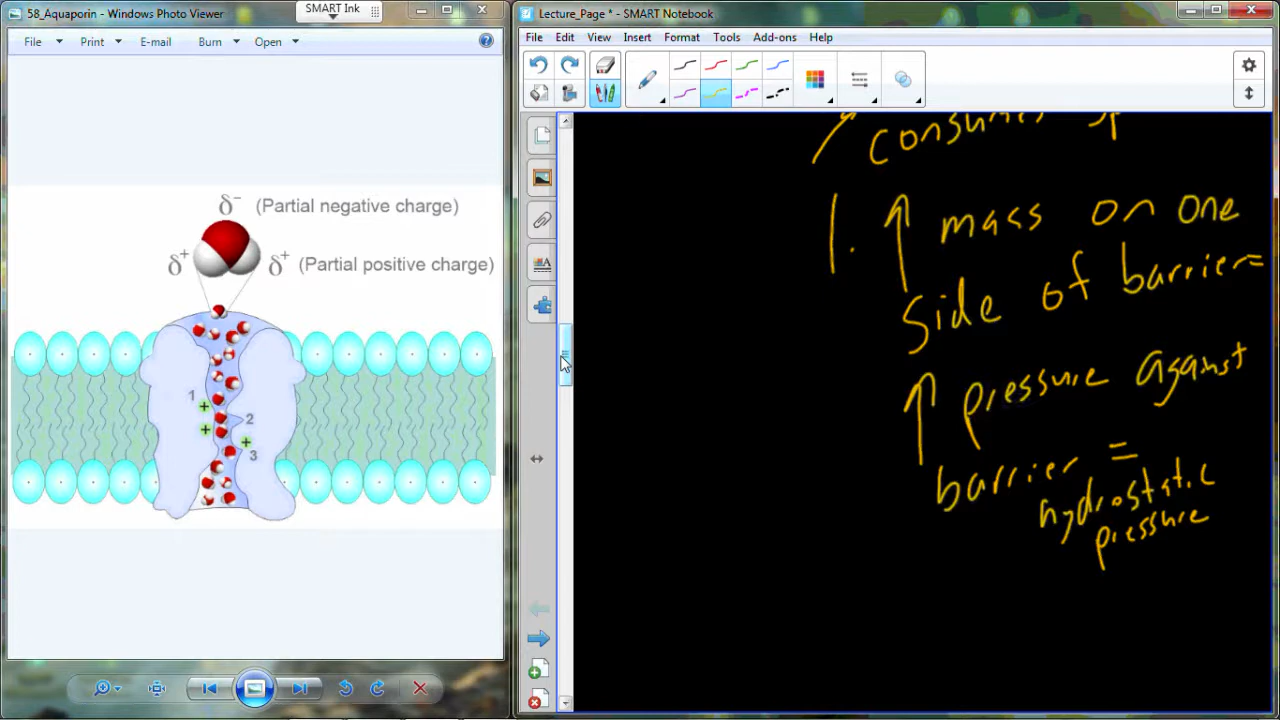 58_Aquaporin - Windows Photo Viewer
SMART Ink
File Print E-mail Burn Open
δ⁻ (Partial negative charge)
δ⁺
δ⁺ (Partial positive charge)
1
+
+
2
+
3
Lecture_Page * - SMART Notebook
File Edit View Insert Format Tools Add-ons Help
consumes
1. ↑ mass on one
side of barrier=
↑ pressure against
barrier =
hydrostatic
pressure